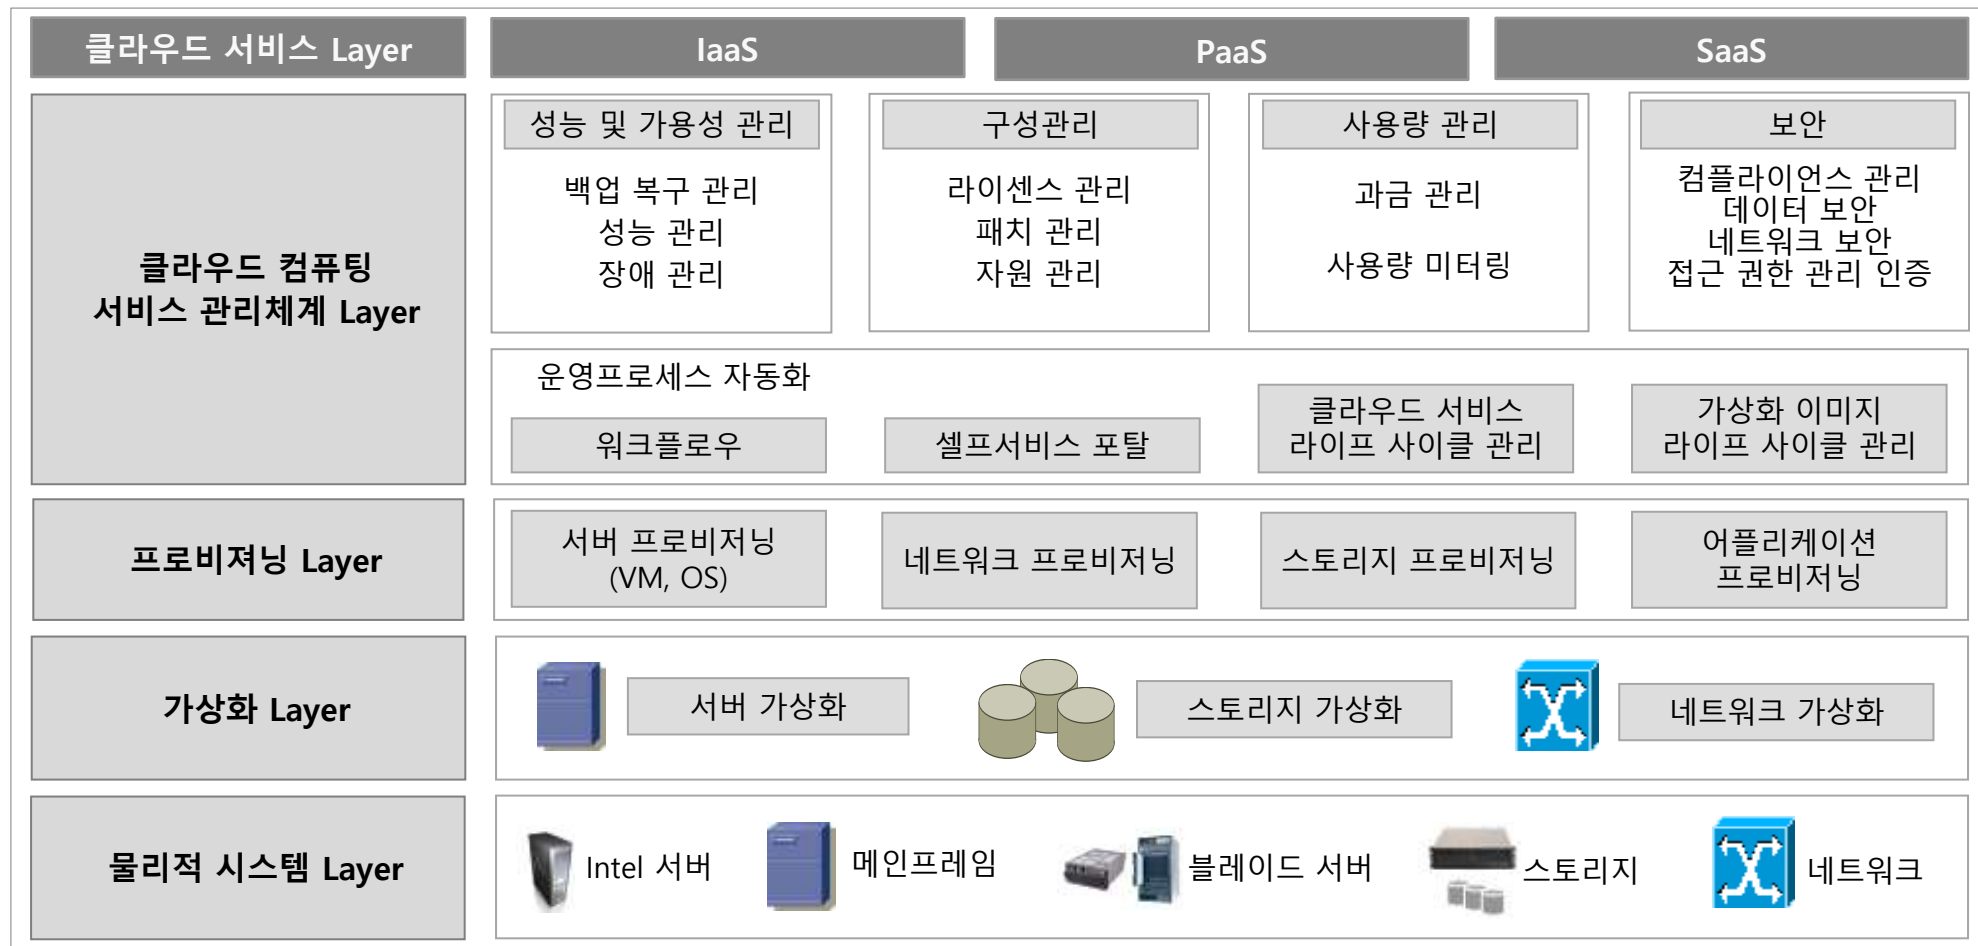 클라우드 서비스 Layer
IaaS
PaaS
SaaS
클라우드 컴퓨팅
서비스 관리체계 Layer
성능 및 가용성 관리
백업 복구 관리
성능 관리
장애 관리
구성관리
라이센스 관리
패치 관리
자원 관리
사용량 관리
과금 관리
사용량 미터링
보안
컴플라이언스 관리
데이터 보안
네트워크 보안
접근 권한 관리 인증
운영프로세스 자동화
워크플로우
셀프서비스 포탈
클라우드 서비스
라이프 사이클 관리
가상화 이미지
라이프 사이클 관리
프로비져닝 Layer
서버 프로비저닝
(VM, OS)
네트워크 프로비저닝
스토리지 프로비저닝
어플리케이션
프로비저닝
가상화 Layer
서버 가상화
스토리지 가상화
네트워크 가상화
물리적 시스템 Layer
Intel 서버
메인프레임
블레이드 서버
스토리지
네트워크